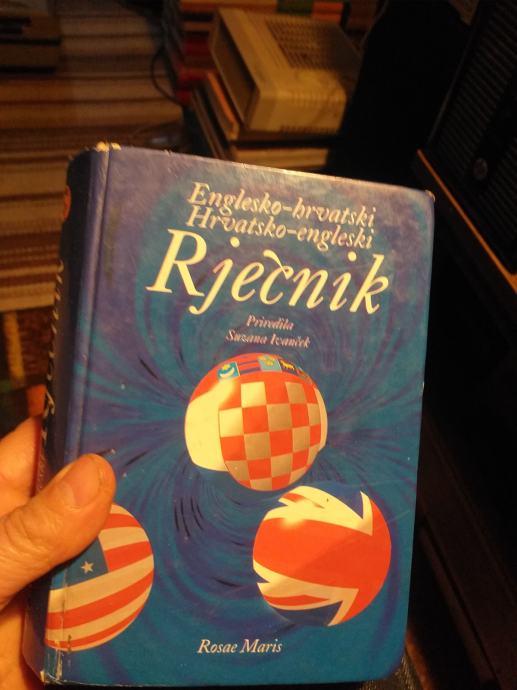 Englesko-hrvatski
Hrvatsko-engleski
Rječnik
Priredila
Suzana Ivanček
Rosae Maris